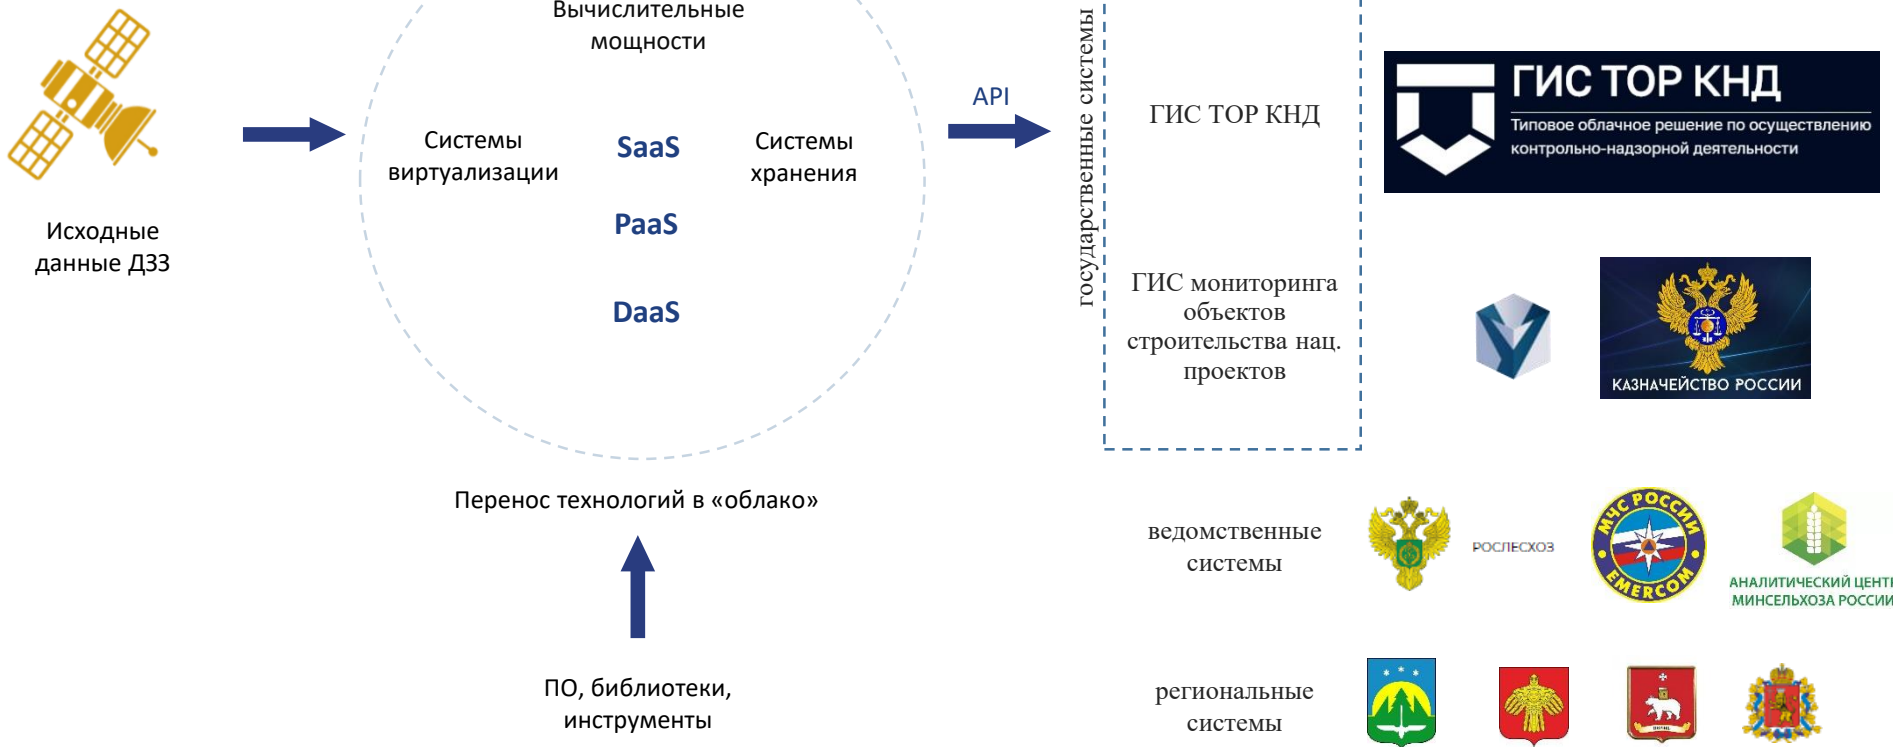 Вычислительные
мощности
Системы
виртуализации
SaaS
PaaS
DaaS
Системы
хранения
Исходные
данные ДЗЗ
API
государственные системы
ГИС ТОР КНД
ГИС ТОР КНД
Типовое облачное решение по осуществлению
контрольно-надзорной деятельности
ГИС мониторинга
объектов
строительства нац.
проектов
КАЗНАЧЕЙСТВО РОССИИ
Перенос технологий в «облако»
ПО, библиотеки,
инструменты
ведомственные
системы
РОСЛЕСХОЗ
МЧС РОССИИ
EMERCOM
АНАЛИТИЧЕСКИЙ ЦЕНТР
МИНСЕЛЬХОЗА РОССИИ
региональные
системы